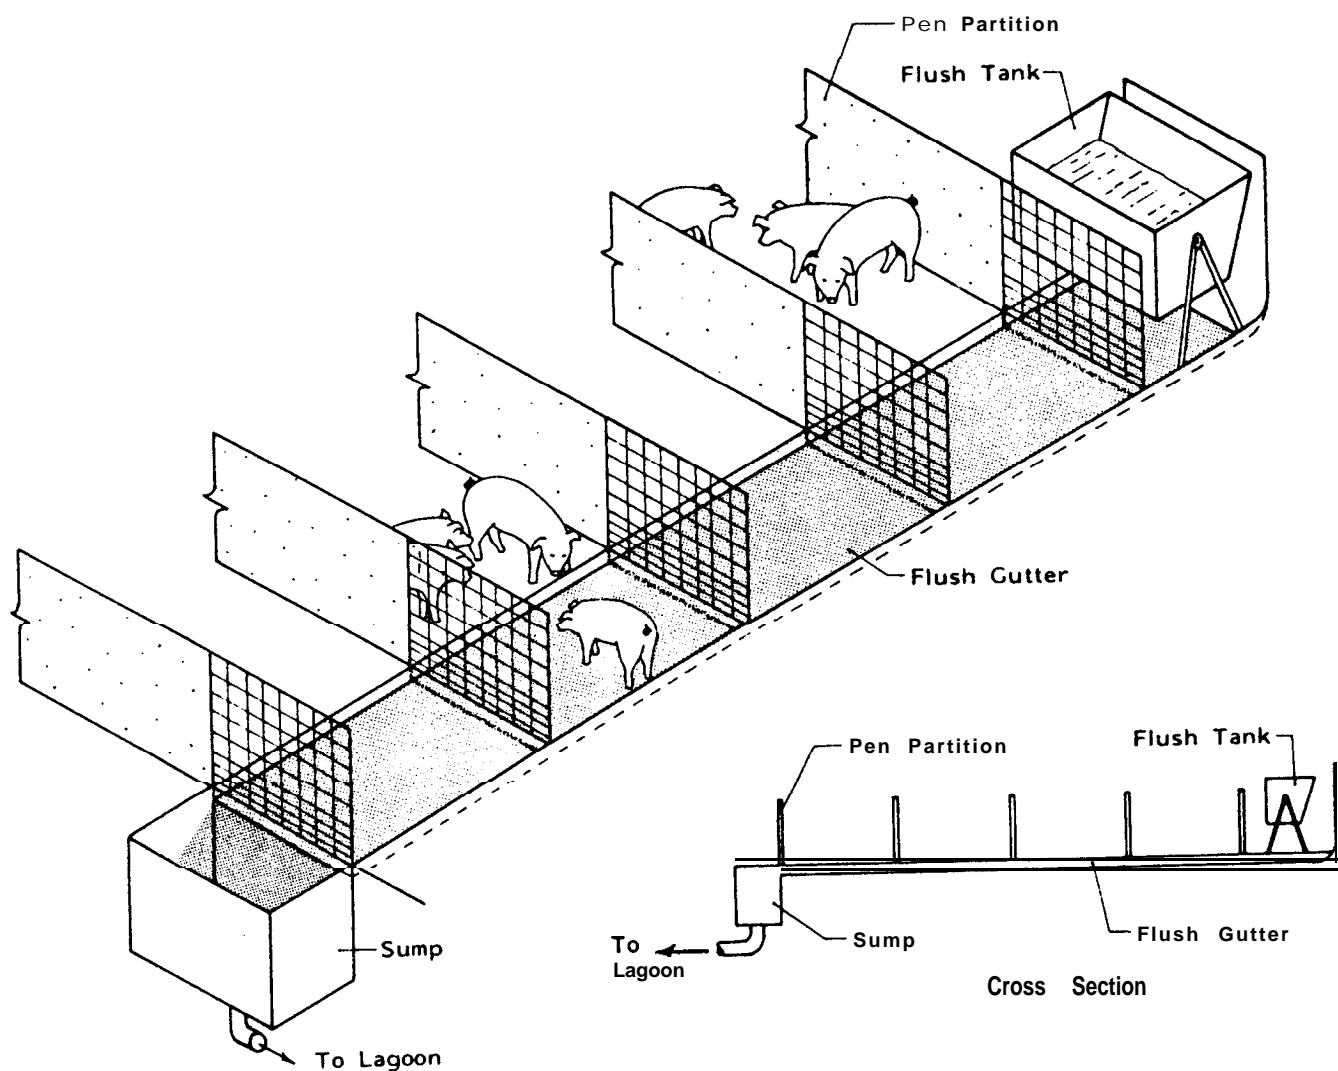 Pen Partition
Flush Tank
Flush Gutter
Pen Partition
Flush Tank
Sump
To
Lagoon
Sump
Flush Gutter
Cross Section
To Lagoon